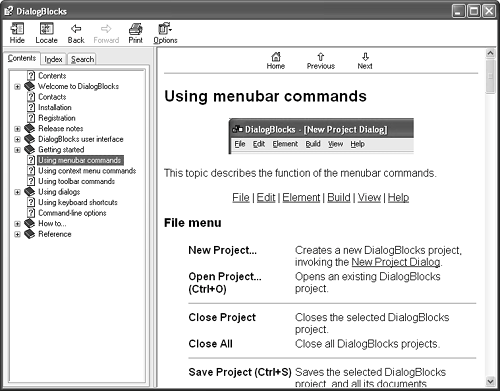 DialogBlocks
Hide Locate Back Forward Print Options
Contents Index Search
Contents
Welcome to DialogBlocks
Contacts
Installation
Registration
Release notes
DialogBlocks user interface
Getting started
Using menubar commands
Using context menu commands
Using toolbar commands
Using dialogs
Using keyboard shortcuts
Command-line options
How to...
Reference
Home Previous Next
Using menubar commands
DialogBlocks - [New Project Dialog]
File Edit Element Build View Help
This topic describes the function of the menubar commands.
File | Edit | Element | Build | View | Help
File menu
New Project... Creates a new DialogBlocks project,
invoking the New Project Dialog.
Open Project... Opens an existing DialogBlocks
(Ctrl+O) project.
Close Project Closes the selected DialogBlocks
project.
Close All Close all DialogBlocks projects.
Save Project (Ctrl+S) Saves the selected DialogBlocks
project, and all its documents